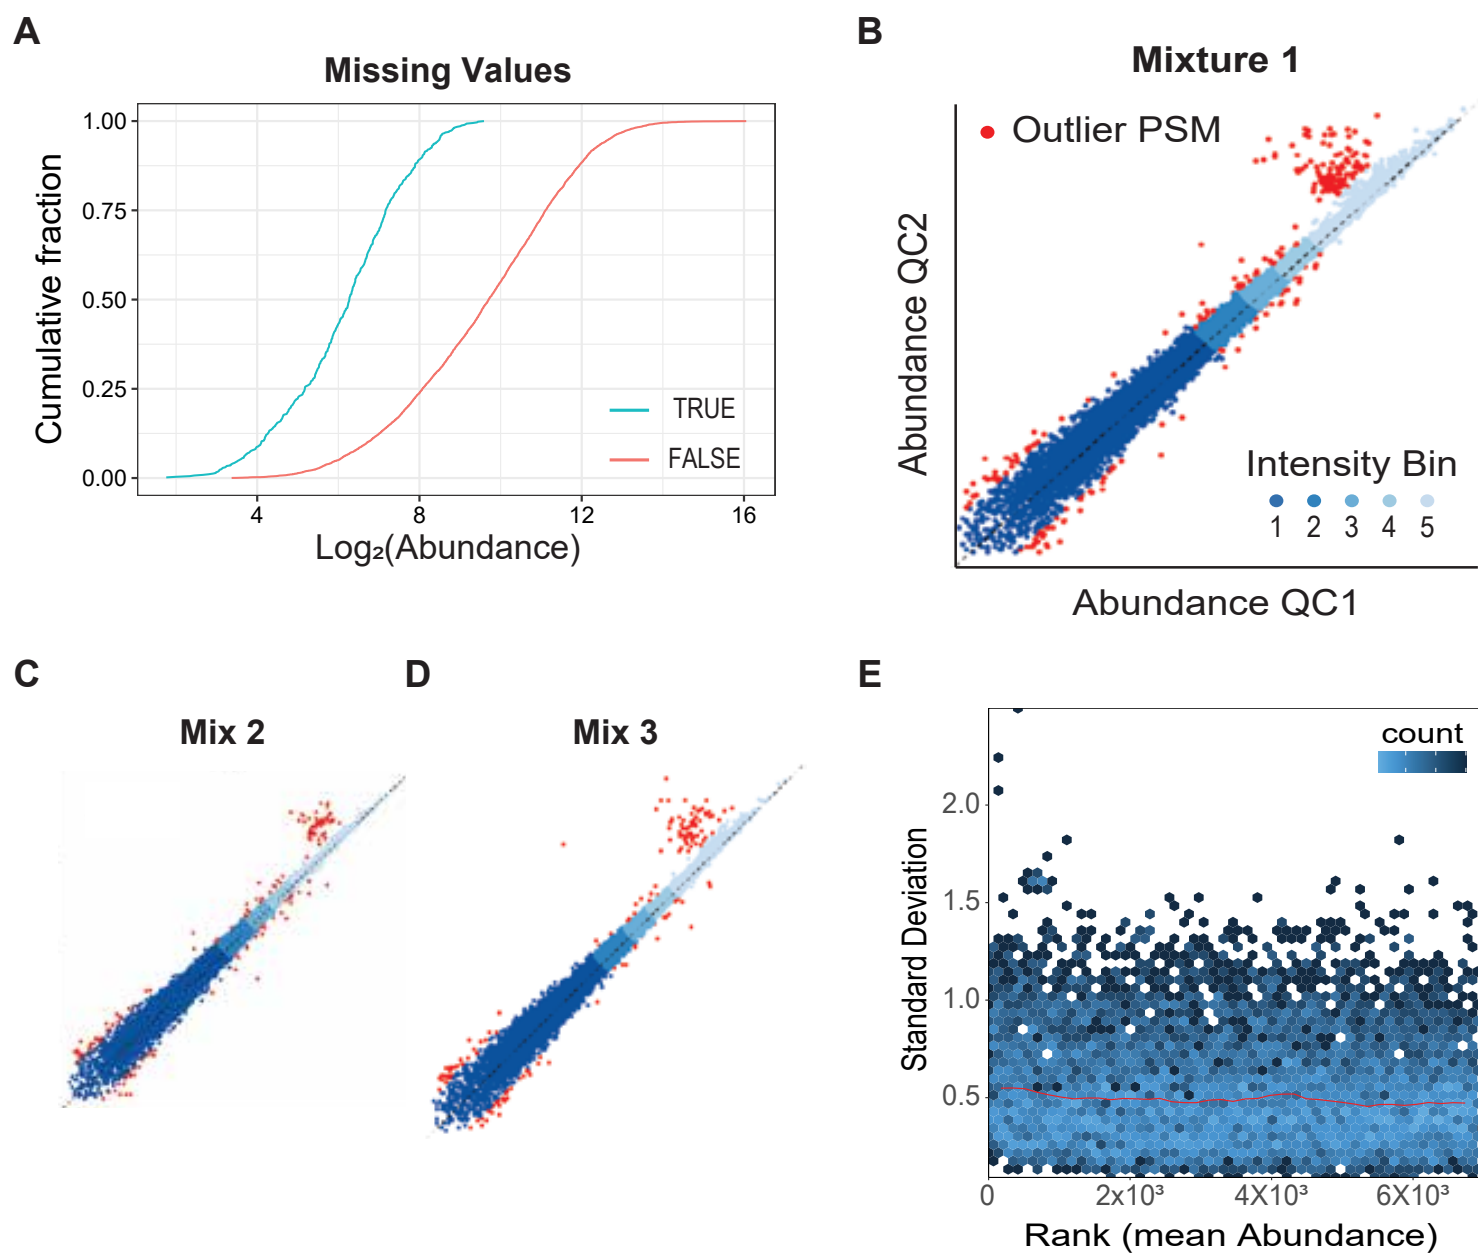 A
Missing Values
1.00
0.75
0.50
0.25
0.00
Cumulative fraction
TRUE
FALSE
4 8 12 16
Log₂(Abundance)
B
Mixture 1
Outlier PSM
Abundance QC2
Intensity Bin
1 2 3 4 5
Abundance QC1
C
Mix 2
D
Mix 3
E
count
2.0
1.5
1.0
0.5
Standard Deviation
0 2x10³ 4X10³ 6X10³
Rank (mean Abundance)